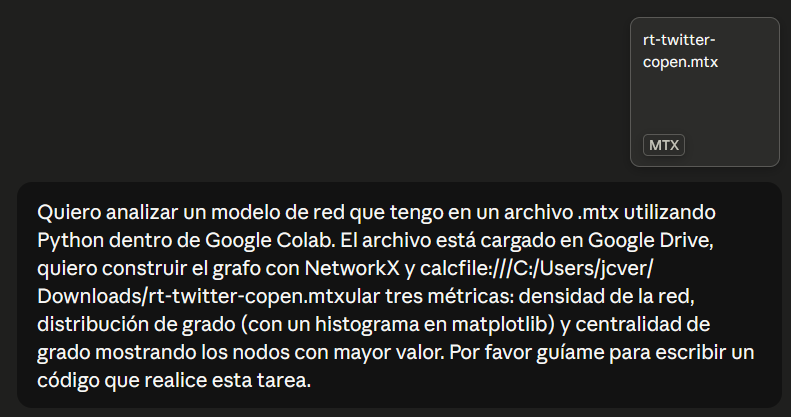 rt-twitter-
copen.mtx
MTX
Quiero analizar un modelo de red que tengo en un archivo .mtx utilizando
Python dentro de Google Colab. El archivo está cargado en Google Drive,
quiero construir el grafo con NetworkX y calcfile:///C:/Users/jcver/
Downloads/rt-twitter-copen.mtxular tres métricas: densidad de la red,
distribución de grado (con un histograma en matplotlib) y centralidad de
grado mostrando los nodos con mayor valor. Por favor guíame para escribir un
código que realice esta tarea.